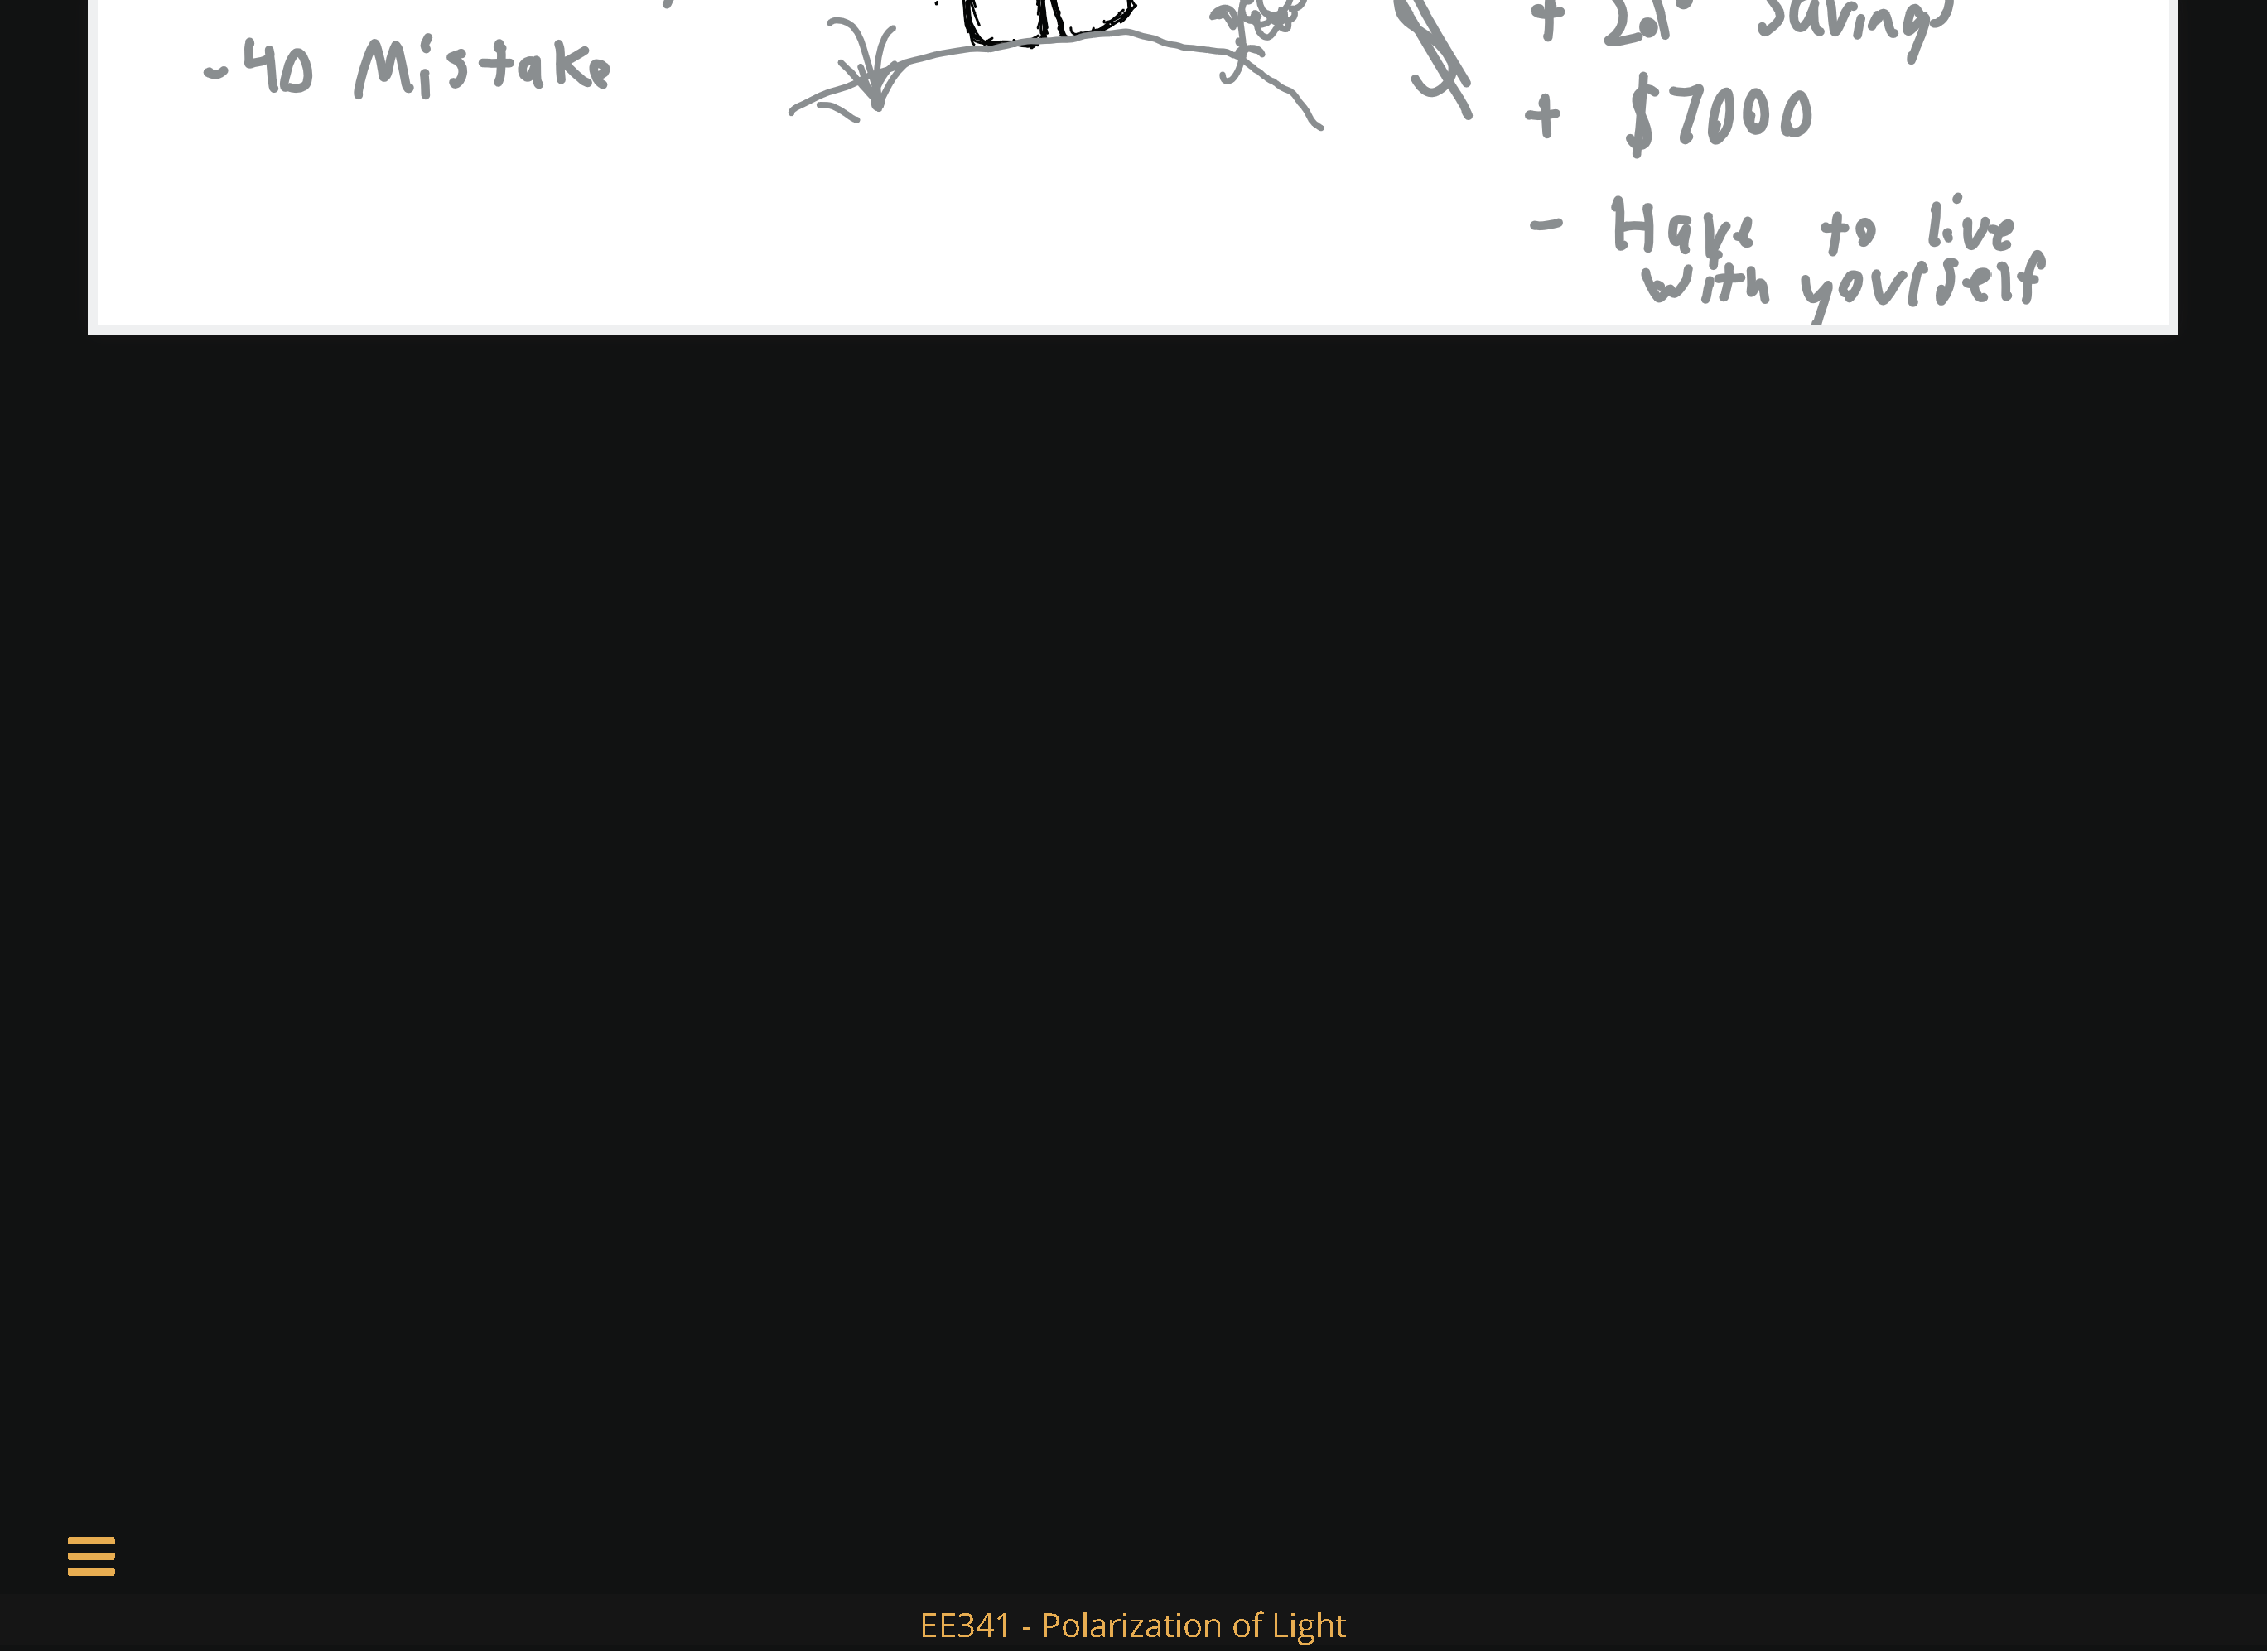 - 40 Mistake
+ $7000
- Have to live
with yourself
EE341 - Polarization of Light